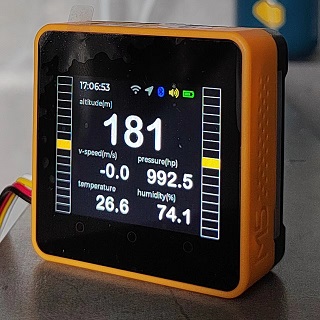 17:06:53
altitude(m)
181
v-speed(m/s) pressure(hp)
-0.0 992.5
temperature humidity(%)
26.6 74.1